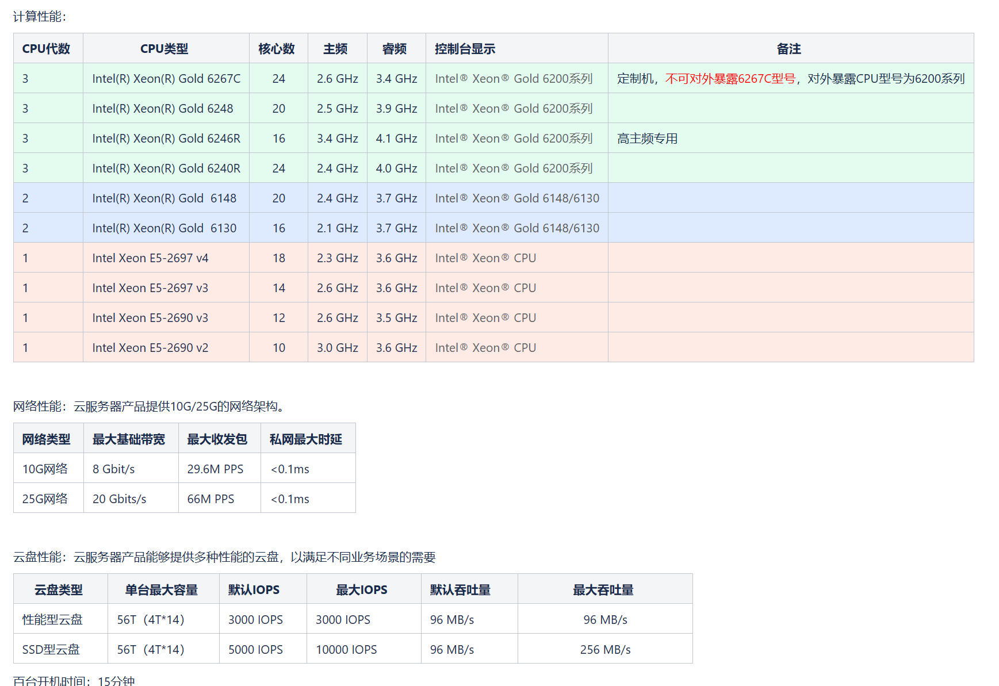 计算性能：
CPU代数 CPU类型 核心数 主频 睿频 控制台显示 备注
3 Intel(R) Xeon(R) Gold 6267C 24 2.6 GHz 3.4 GHz Intel® Xeon® Gold 6200系列 定制机，不可对外暴露6267C型号，对外暴露CPU型号为6200系列
3 Intel(R) Xeon(R) Gold 6248 20 2.5 GHz 3.9 GHz Intel® Xeon® Gold 6200系列
3 Intel(R) Xeon(R) Gold 6246R 16 3.4 GHz 4.1 GHz Intel® Xeon® Gold 6200系列 高主频专用
3 Intel(R) Xeon(R) Gold 6240R 24 2.4 GHz 4.0 GHz Intel® Xeon® Gold 6200系列
2 Intel(R) Xeon(R) Gold 6148 20 2.4 GHz 3.7 GHz Intel® Xeon® Gold 6148/6130
2 Intel(R) Xeon(R) Gold 6130 16 2.1 GHz 3.7 GHz Intel® Xeon® Gold 6148/6130
1 Intel Xeon E5-2697 v4 18 2.3 GHz 3.6 GHz Intel® Xeon® CPU
1 Intel Xeon E5-2697 v3 14 2.6 GHz 3.6 GHz Intel® Xeon® CPU
1 Intel Xeon E5-2690 v3 12 2.6 GHz 3.5 GHz Intel® Xeon® CPU
1 Intel Xeon E5-2690 v2 10 3.0 GHz 3.6 GHz Intel® Xeon® CPU
网络性能：云服务器产品提供10G/25G的网络架构。
网络类型 最大基础带宽 最大收发包 私网最大时延
10G网络 8 Gbit/s 29.6M PPS <0.1ms
25G网络 20 Gbits/s 66M PPS <0.1ms
云盘性能：云服务器产品能够提供多种性能的云盘，以满足不同业务场景的需要
云盘类型 单台最大容量 默认IOPS 最大IOPS 默认吞吐量 最大吞吐量
性能型云盘 56T（4T*14） 3000 IOPS 3000 IOPS 96 MB/s 96 MB/s
SSD型云盘 56T（4T*14） 5000 IOPS 10000 IOPS 96 MB/s 256 MB/s
百台开机时间：15分钟